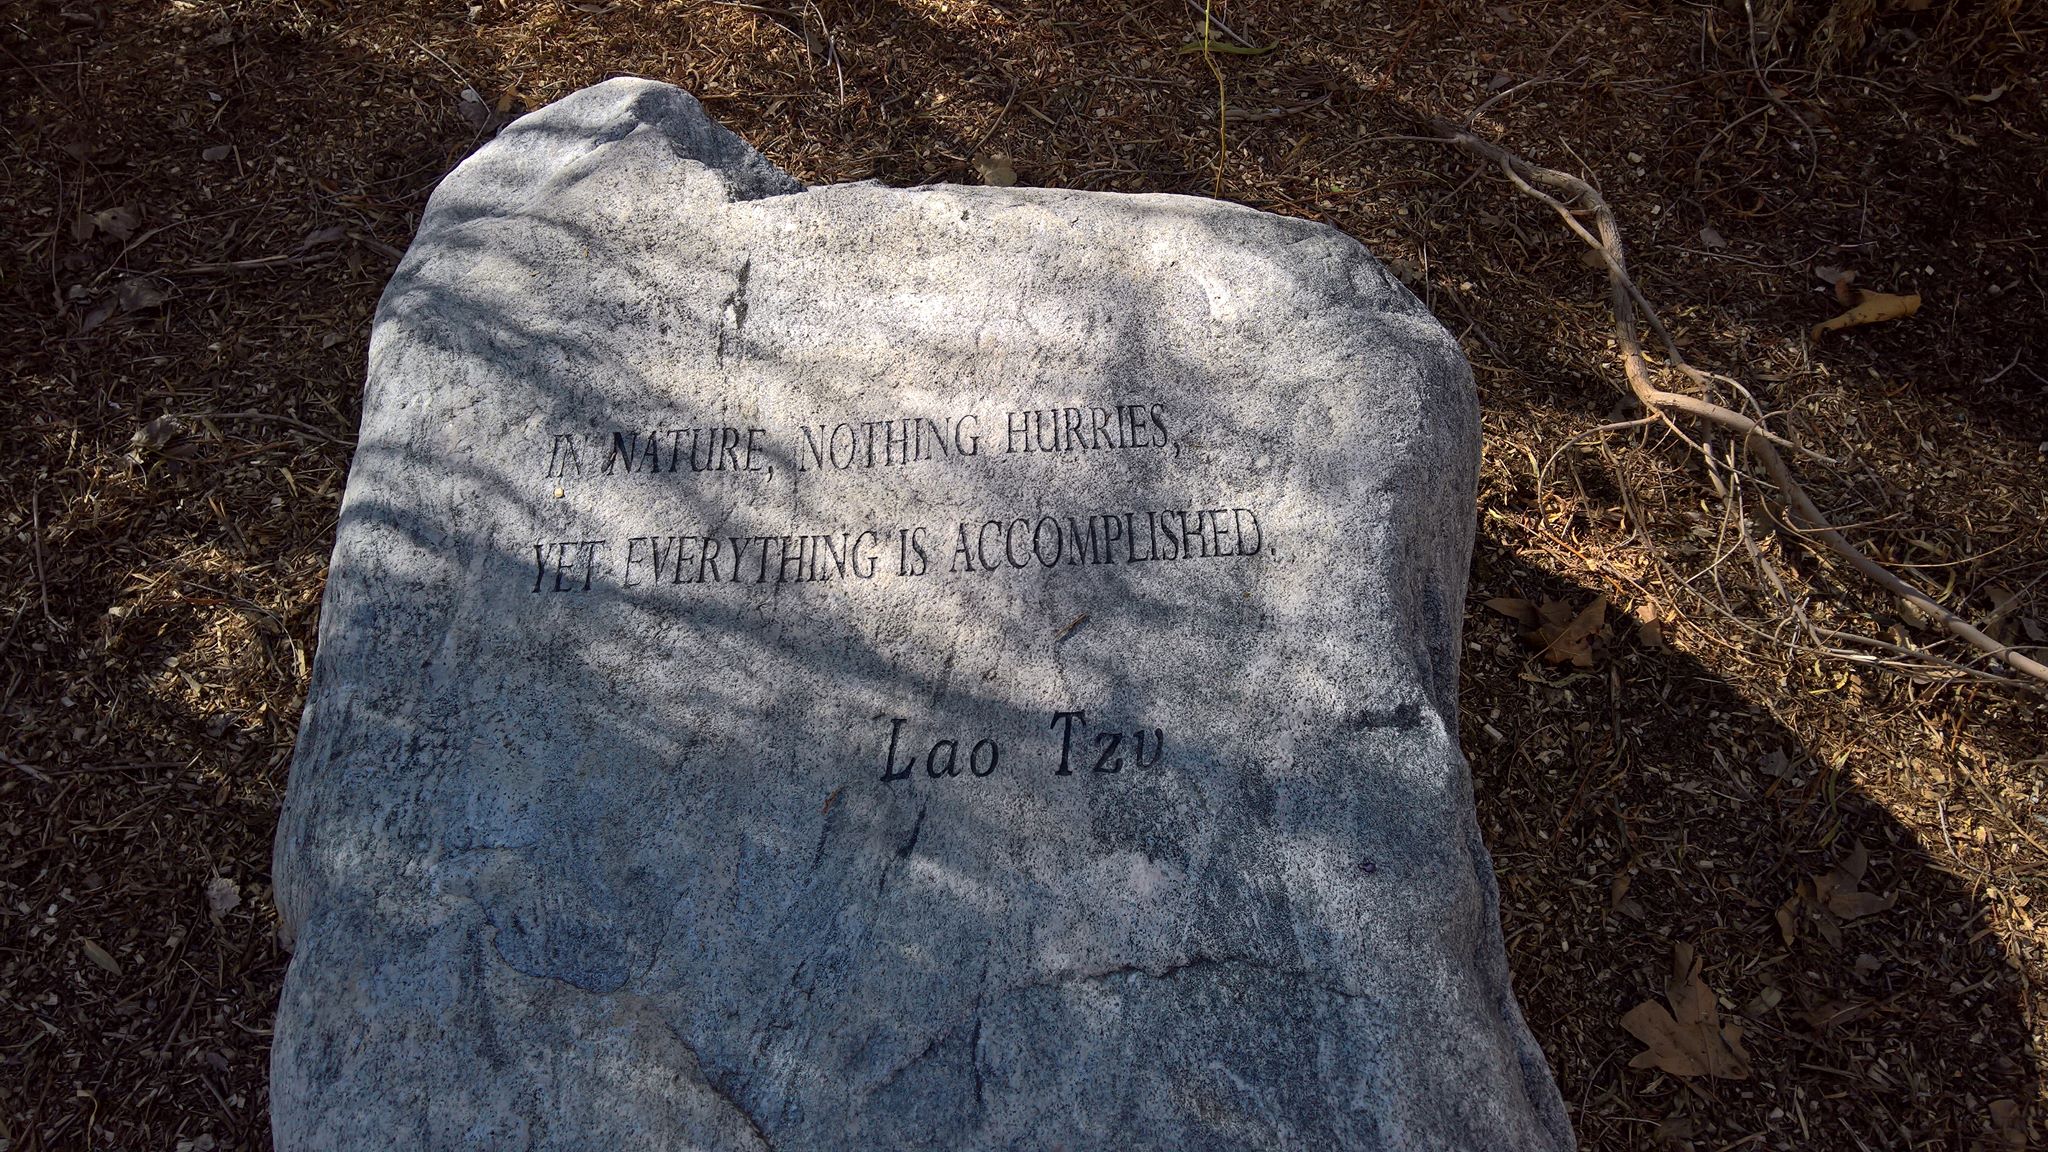 IN NATURE, NOTHING HURRIES,
YET EVERYTHING IS ACCOMPLISHED.
Lao Tzu